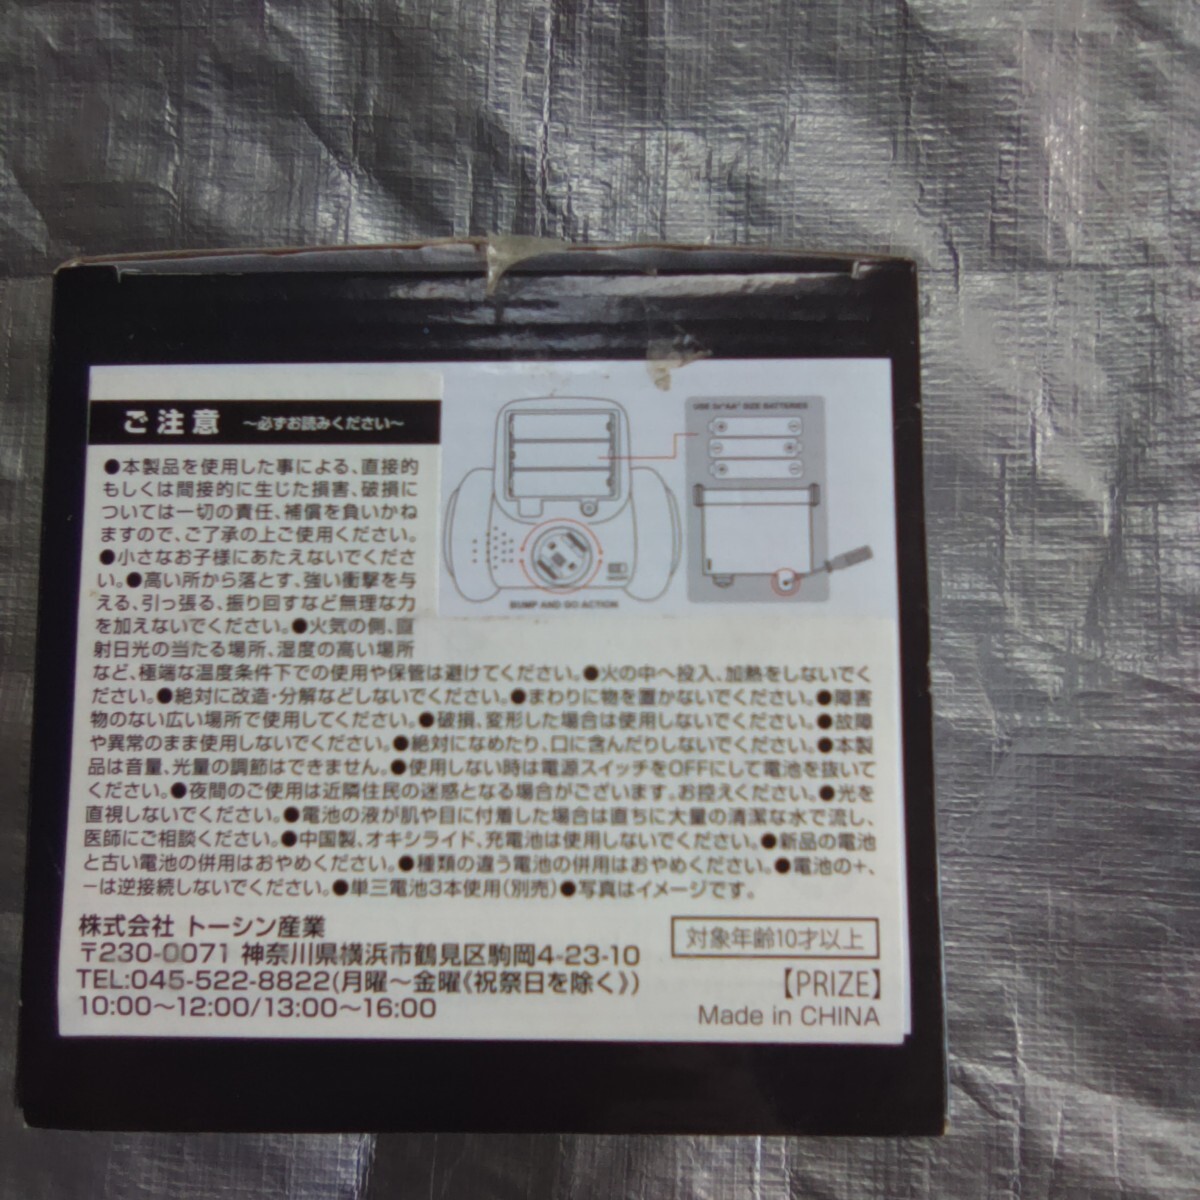 ご注意 〜必ずお読みください〜
●本製品を使用した事による、直接的
もしくは間接的に生じた損害、破損に
ついては一切の責任、補償を負いかね
ますので、ご了承の上ご使用ください。
●小さなお子様にあたえないでくださ
い。●高い所から落とす、強い衝撃を与
える、引っ張る、振り回すなど無理な力
を加えないでください。●火気の側、直
射日光の当たる場所、湿度の高い場所
など、極端な温度条件下での使用や保管は避けてください。●火の中へ投入、加熱をしないでく
ださい。●絶対に改造・分解などしないでください。●まわりに物を置かないでください。●障害
物のない広い場所で使用してください。●破損、変形した場合は使用しないでください。●故障
や異常のまま使用しないでください。●絶対になめたり、口に含んだりしないでください。●本製
品は音量、光量の調節はできません。●使用しない時は電源スイッチをOFFにして電池を抜いて
ください。●夜間のご使用は近隣住民の迷惑となる場合がございます。お控えください。●光を
直視しないでください。●電池の液が肌や目に付着した場合は直ちに大量の清潔な水で流し、
医師にご相談ください。●中国製、オキシライド、充電池は使用しないでください。●新品の電池
と古い電池の併用はおやめください。●種類の違う電池の併用はおやめください。●電池の+、
-は逆接続しないでください。●単三電池3本使用(別売)●写真はイメージです。
USE 3x"AA" SIZE BATTERIES
BUMP AND GO ACTION
株式会社 トーシン産業
〒230-0071 神奈川県横浜市鶴見区駒岡4-23-10
TEL:045-522-8822(月曜〜金曜《祝祭日を除く》)
10:00〜12:00/13:00〜16:00
対象年齢10才以上
【PRIZE】
Made in CHINA